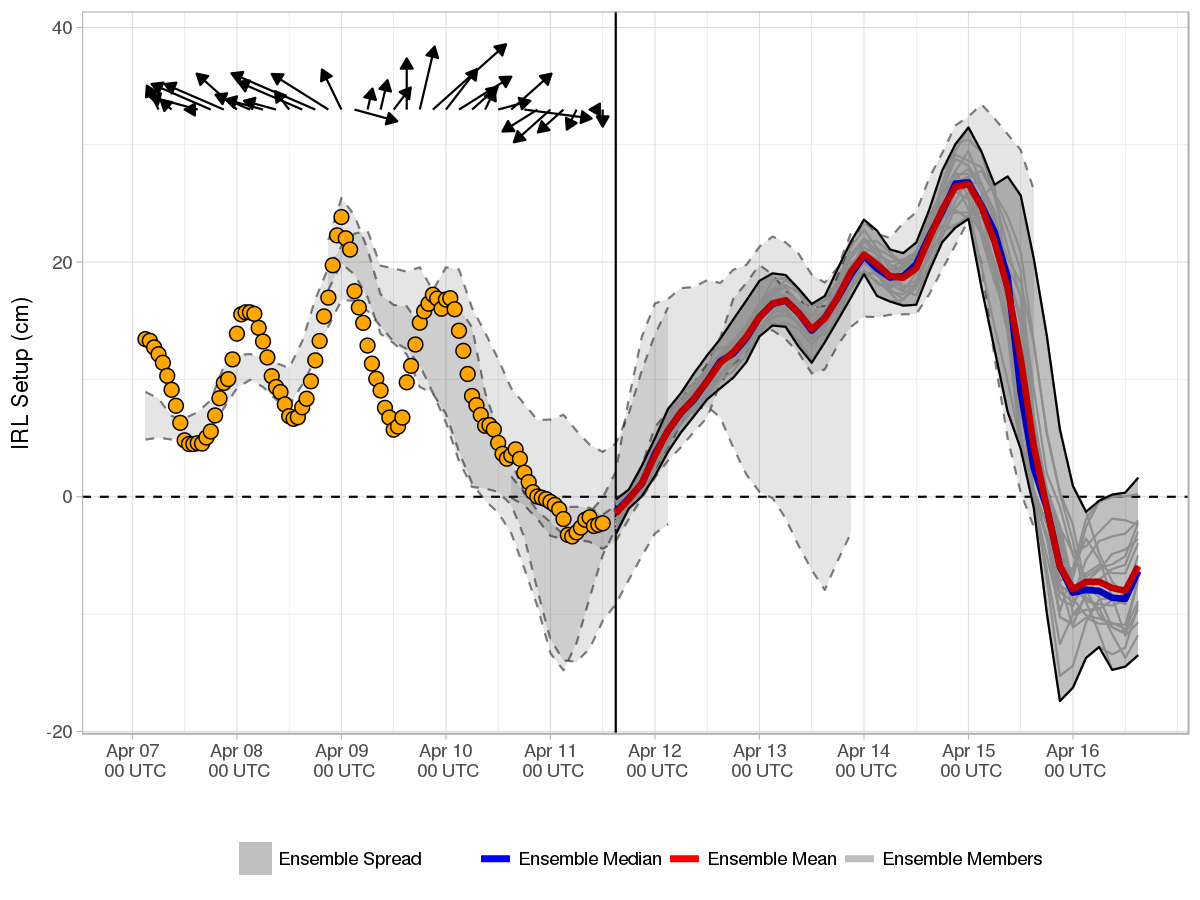 IRL Setup (cm)
40
20
0
-20
Apr 07 Apr 08 Apr 09 Apr 10 Apr 11 Apr 12 Apr 13 Apr 14 Apr 15 Apr 16
00 UTC 00 UTC 00 UTC 00 UTC 00 UTC 00 UTC 00 UTC 00 UTC 00 UTC 00 UTC
Ensemble Spread Ensemble Median Ensemble Mean Ensemble Members